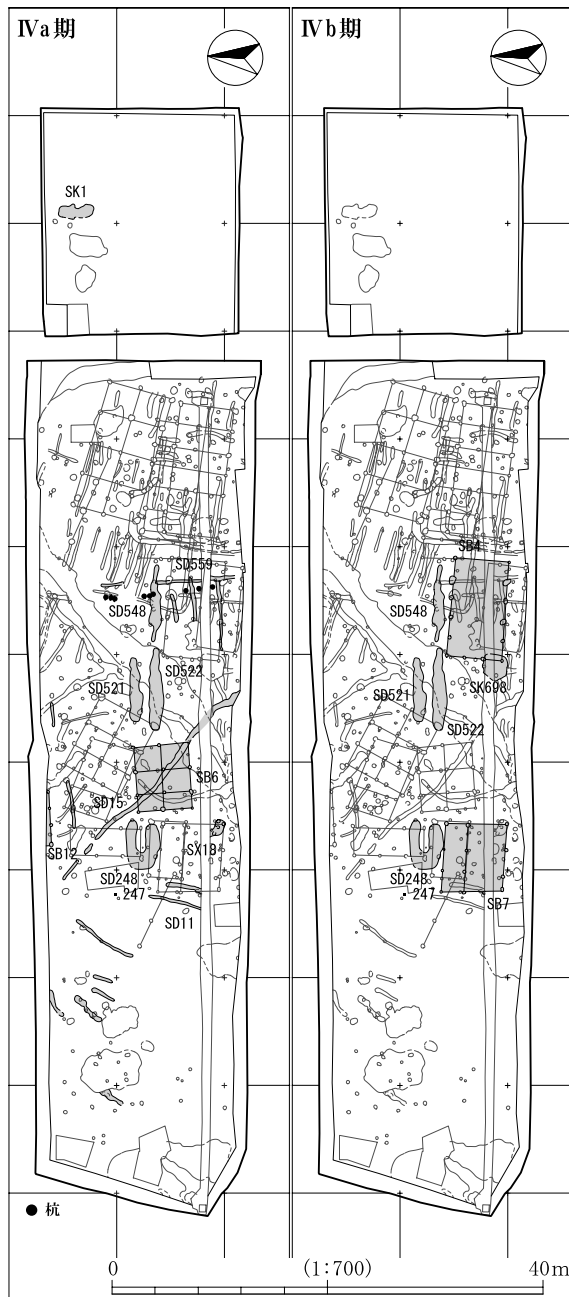 Ⅳa期
SK1
SD559
SD548
SD522
SD521
SB6
SD15
SB12
SX18
SD248
247
SD11
● 杭
Ⅳb期
SB4
SD548
SK698
SD521
SD522
SD248
247
SB7
0 (1:700) 40m